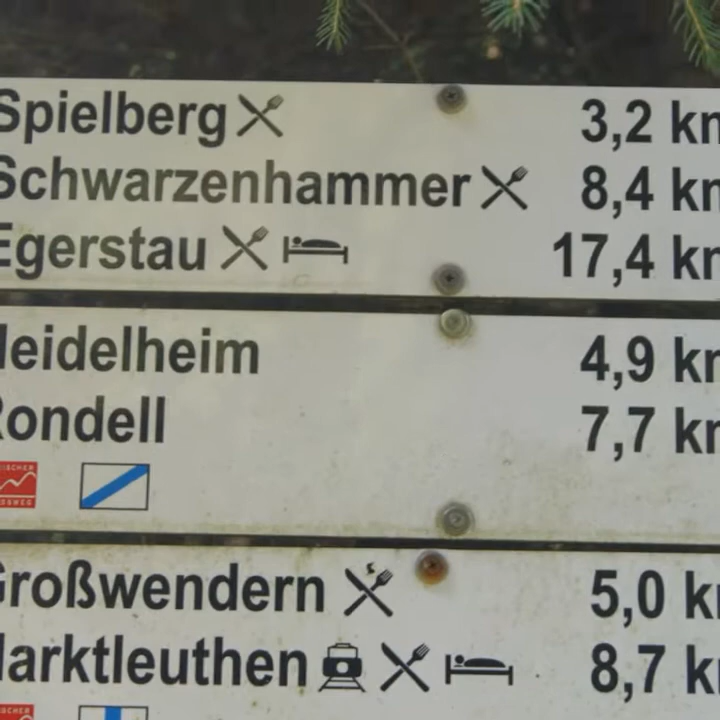 Spielberg 3,2 km
Schwarzenhammer 8,4 km
Egerstau 17,4 km
Heidelheim 4,9 km
Rondell 7,7 km
Großwendern 5,0 km
Marktleuthen 8,7 km